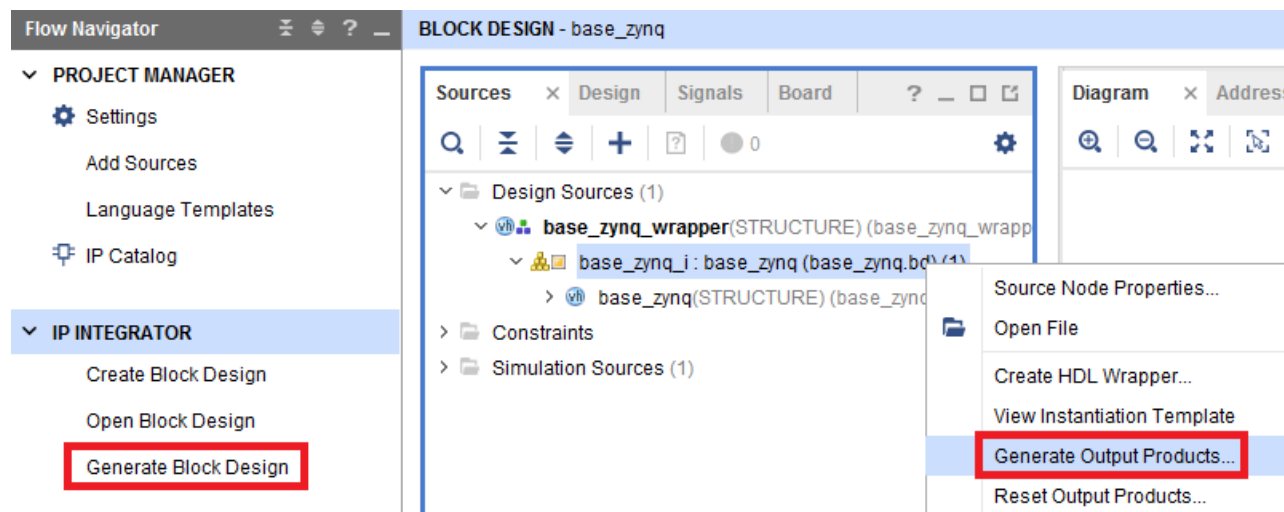 Flow Navigator ?
PROJECT MANAGER
Settings
Add Sources
Language Templates
IP Catalog
IP INTEGRATOR
Create Block Design
Open Block Design
Generate Block Design
BLOCK DESIGN - base_zynq
Sources × Design Signals Board ?
? 0
Design Sources (1)
base_zynq_wrapper(STRUCTURE) (base_zynq_wrapp
base_zynq_i : base_zynq (base_zynq.bd) (1)
base_zynq(STRUCTURE) (base_zynq
Constraints
Simulation Sources (1)
Diagram × Address
Source Node Properties...
Open File
Create HDL Wrapper...
View Instantiation Template
Generate Output Products...
Reset Output Products...